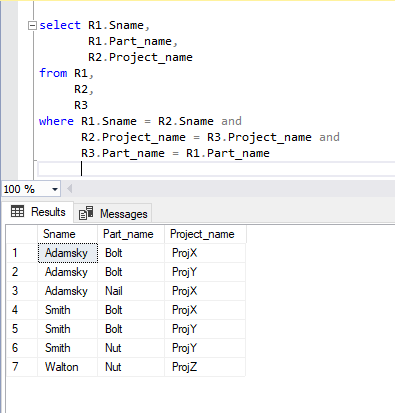 select R1.Sname,
R1.Part_name,
R2.Project_name
from R1,
R2,
R3
where R1.Sname = R2.Sname and
R2.Project_name = R3.Project_name and
R3.Part_name = R1.Part_name
100 %
Results Messages
Sname Part_name Project_name
1 Adamsky Bolt ProjX
2 Adamsky Bolt ProjY
3 Adamsky Nail ProjX
4 Smith Bolt ProjX
5 Smith Bolt ProjY
6 Smith Nut ProjY
7 Walton Nut ProjZ